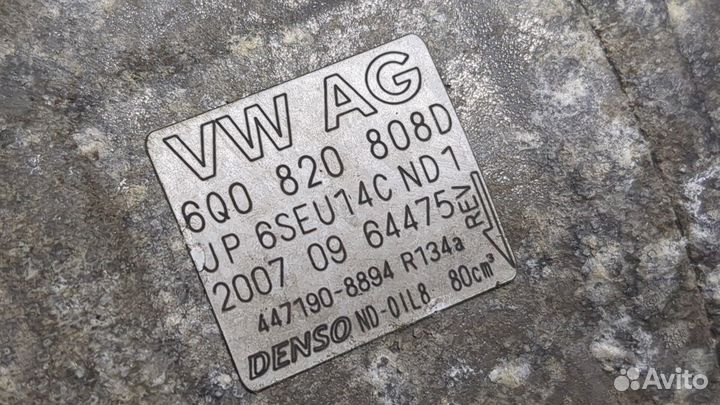 VW AG
6Q0 820 808D
JP 6SEU14C ND1
2007 09 64475
REV
447190-8894 R134a
DENSO ND-OIL8 80cm³
Avito